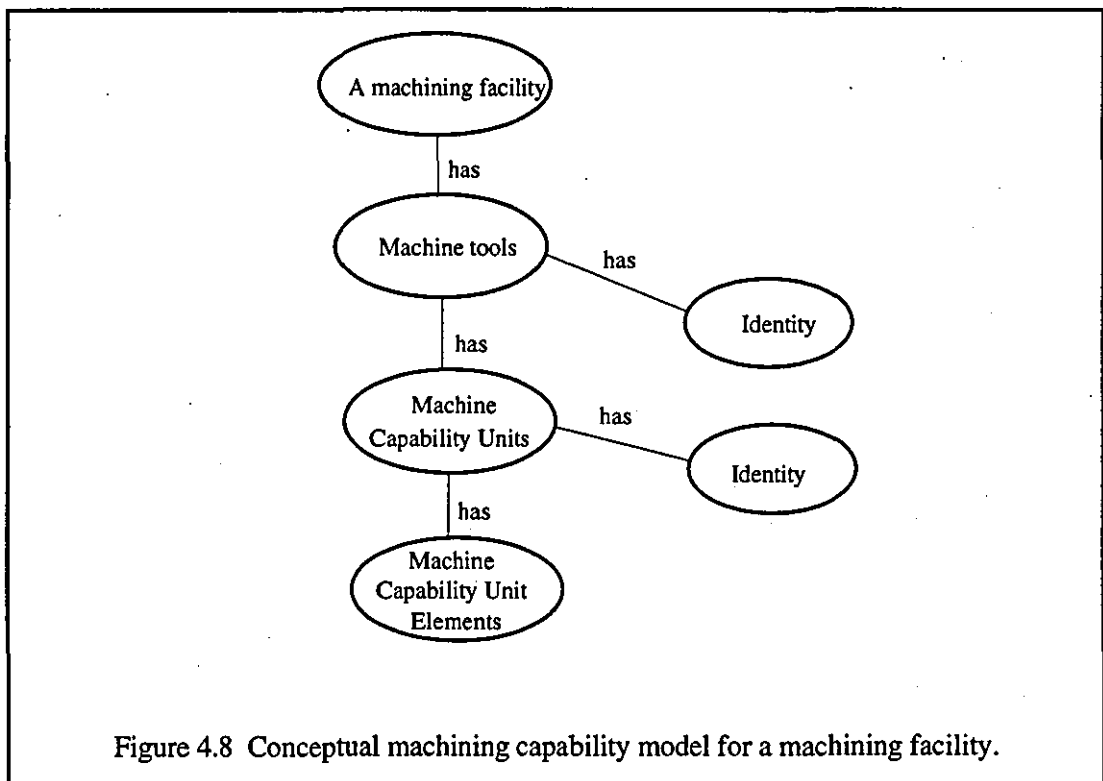 A machining facility
has
Machine tools
has
Identity
has
Machine
Capability Units
has
Identity
has
Machine
Capability Unit
Elements
Figure 4.8 Conceptual machining capability model for a machining facility.